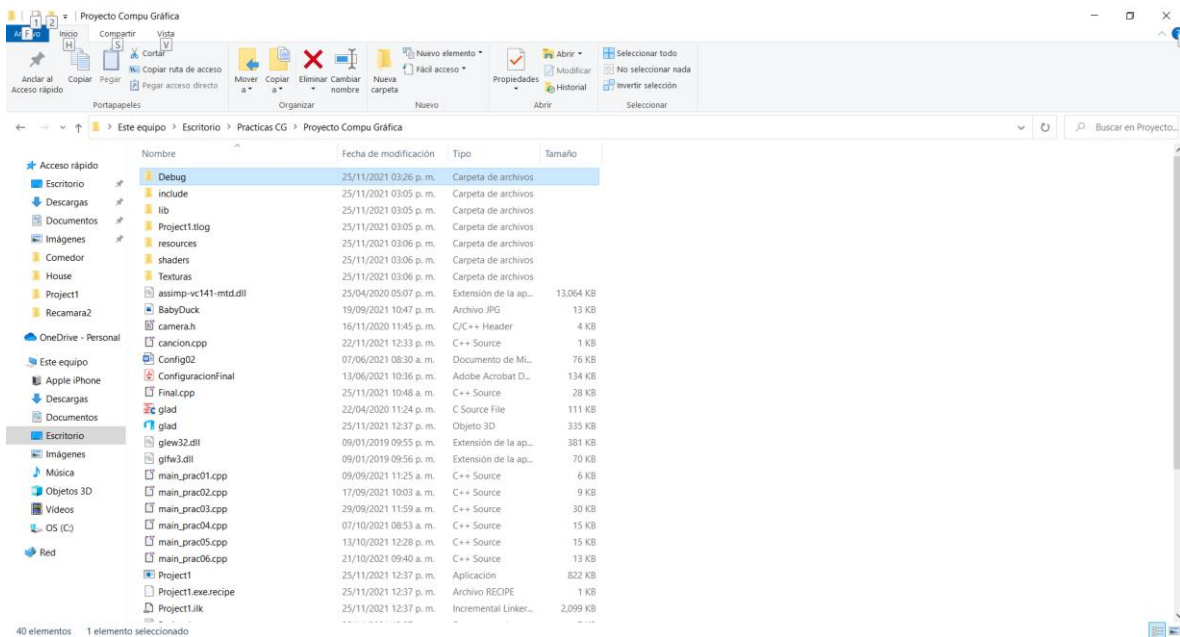 1 2 Proyecto Compu Gráfica
F Inicio Compartir Vista
H S V
Cortar
Copiar ruta de acceso
Pegar acceso directo
Anclar al Acceso rápido
Copiar
Pegar
Portapapeles
Mover a
Copiar a
Eliminar
Cambiar nombre
Organizar
Nueva carpeta
Nuevo elemento
Fácil acceso
Nuevo
Propiedades
Abrir
Modificar
Historial
Abrir
Seleccionar todo
No seleccionar nada
Invertir selección
Seleccionar
Este equipo > Escritorio > Practicas CG > Proyecto Compu Gráfica
Buscar en Proyecto...
Acceso rápido
Escritorio
Descargas
Documentos
Imágenes
Comedor
House
Project1
Recamara2
OneDrive - Personal
Este equipo
Apple iPhone
Descargas
Documentos
Escritorio
Imágenes
Música
Objetos 3D
Vídeos
OS (C:)
Red
Nombre Fecha de modificación Tipo Tamaño
Debug 25/11/2021 03:26 p. m. Carpeta de archivos
include 25/11/2021 03:05 p. m. Carpeta de archivos
lib 25/11/2021 03:05 p. m. Carpeta de archivos
Project1.tlog 25/11/2021 03:05 p. m. Carpeta de archivos
resources 25/11/2021 03:06 p. m. Carpeta de archivos
shaders 25/11/2021 03:06 p. m. Carpeta de archivos
Texturas 25/11/2021 03:06 p. m. Carpeta de archivos
assimp-vc141-mtd.dll 25/04/2020 05:07 p. m. Extensión de la ap... 13,064 KB
BabyDuck 19/09/2021 10:47 p. m. Archivo JPG 13 KB
camera.h 16/11/2020 11:45 p. m. C/C++ Header 4 KB
cancion.cpp 22/11/2021 12:33 p. m. C++ Source 1 KB
Config02 07/06/2021 08:30 a. m. Documento de Mi... 76 KB
ConfiguracionFinal 13/06/2021 10:36 p. m. Adobe Acrobat D... 134 KB
Final.cpp 25/11/2021 10:48 a. m. C++ Source 28 KB
glad 22/04/2020 11:24 p. m. C Source File 111 KB
glad 25/11/2021 12:37 p. m. Objeto 3D 335 KB
glew32.dll 09/01/2019 09:55 p. m. Extensión de la ap... 381 KB
glfw3.dll 09/01/2019 09:56 p. m. Extensión de la ap... 70 KB
main_prac01.cpp 09/09/2021 11:25 a. m. C++ Source 6 KB
main_prac02.cpp 17/09/2021 10:03 a. m. C++ Source 9 KB
main_prac03.cpp 29/09/2021 11:59 a. m. C++ Source 30 KB
main_prac04.cpp 07/10/2021 08:53 a. m. C++ Source 15 KB
main_prac05.cpp 13/10/2021 12:28 p. m. C++ Source 15 KB
main_prac06.cpp 21/10/2021 09:40 a. m. C++ Source 13 KB
Project1 25/11/2021 12:37 p. m. Aplicación 822 KB
Project1.exe.recipe 25/11/2021 12:37 p. m. Archivo RECIPE 1 KB
Project1.ilk 25/11/2021 12:37 p. m. Incremental Linker... 2,099 KB
40 elementos 1 elemento seleccionado